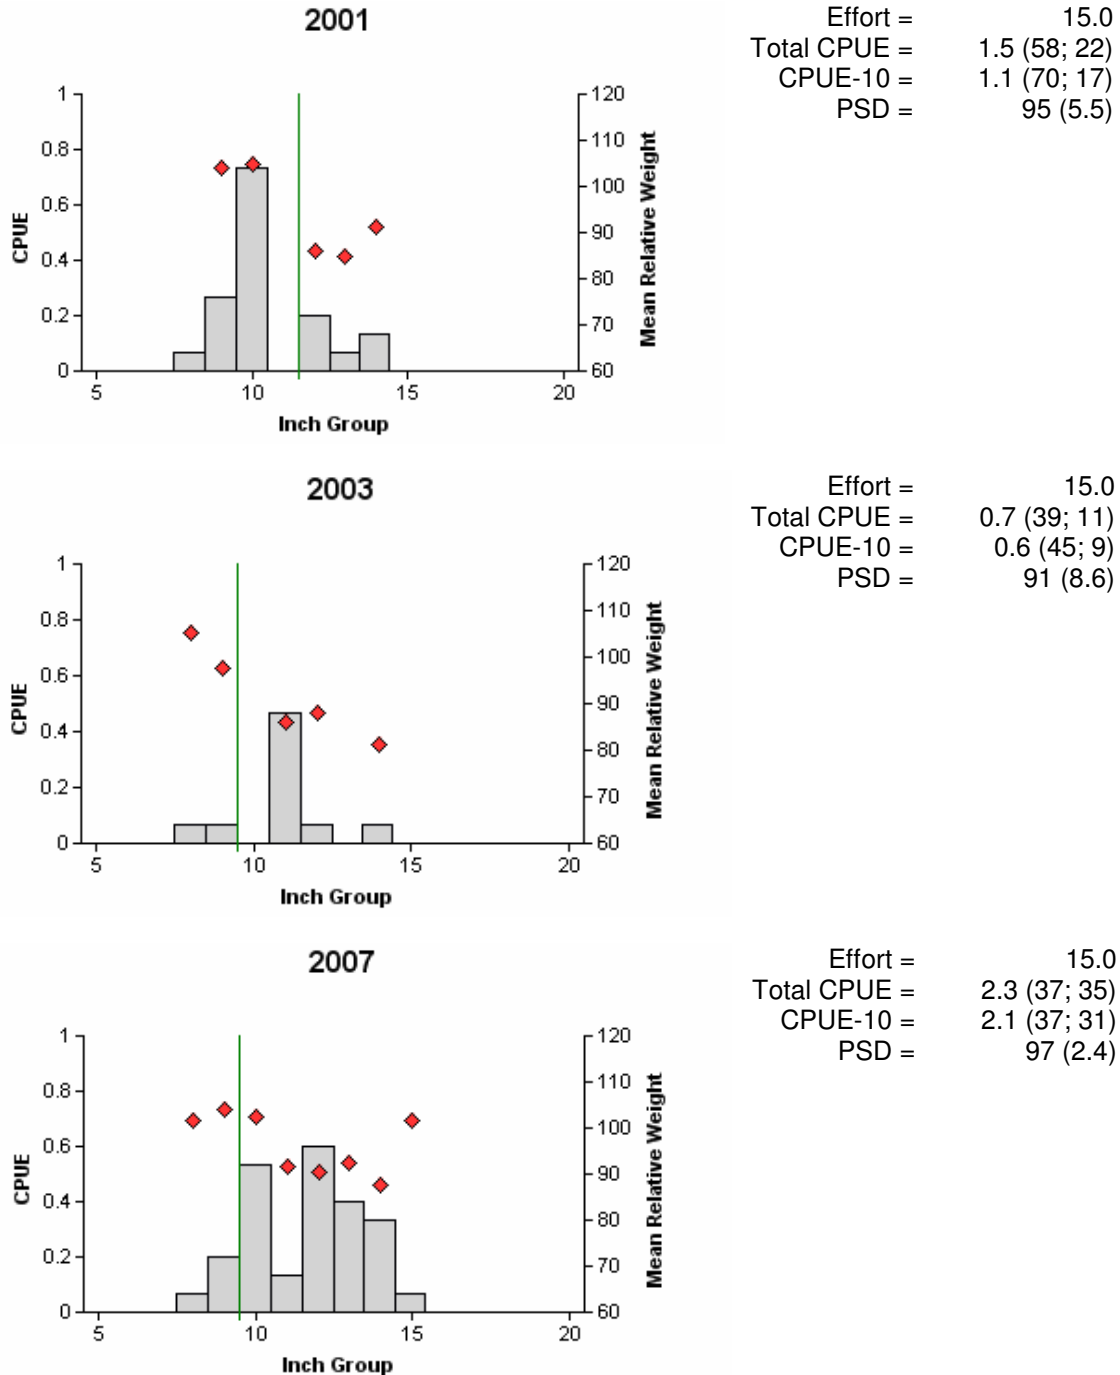 2001
Effort = 15.0
Total CPUE = 1.5 (58; 22)
CPUE-10 = 1.1 (70; 17)
PSD = 95 (5.5)
1
0.8
0.6
0.4
0.2
0
CPUE
120
110
100
90
80
70
60
Mean Relative Weight
5 10 15 20
Inch Group
2003
Effort = 15.0
Total CPUE = 0.7 (39; 11)
CPUE-10 = 0.6 (45; 9)
PSD = 91 (8.6)
1
0.8
0.6
0.4
0.2
0
CPUE
120
110
100
90
80
70
60
Mean Relative Weight
5 10 15 20
Inch Group
2007
Effort = 15.0
Total CPUE = 2.3 (37; 35)
CPUE-10 = 2.1 (37; 31)
PSD = 97 (2.4)
1
0.8
0.6
0.4
0.2
0
CPUE
120
110
100
90
80
70
60
Mean Relative Weight
5 10 15 20
Inch Group